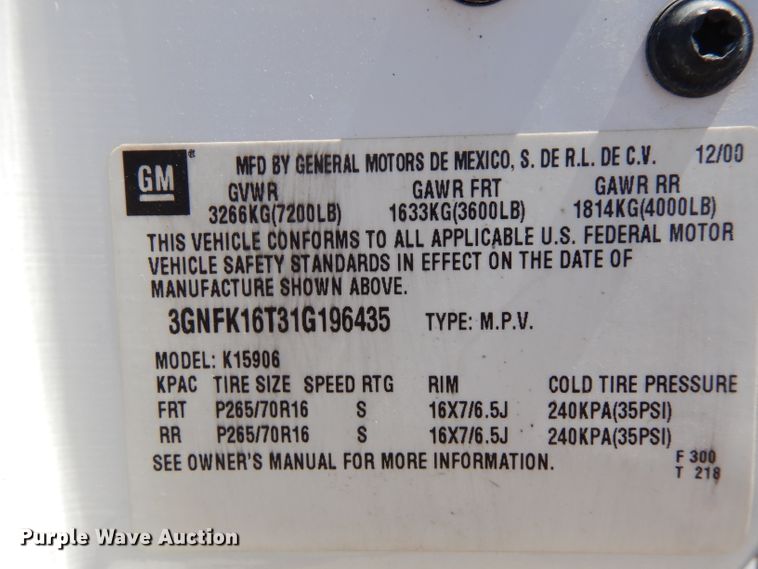 GM® MFD BY GENERAL MOTORS DE MEXICO, S. DE R.L. DE C.V. 12/00
GVWR GAWR FRT GAWR RR
3266KG(7200LB) 1633KG(3600LB) 1814KG(4000LB)
THIS VEHICLE CONFORMS TO ALL APPLICABLE U.S. FEDERAL MOTOR
VEHICLE SAFETY STANDARDS IN EFFECT ON THE DATE OF
MANUFACTURE SHOWN ABOVE.
3GNFK16T31G196435 TYPE: M.P.V.
MODEL: K15906
KPAC TIRE SIZE SPEED RTG RIM COLD TIRE PRESSURE
FRT P265/70R16 S 16X7/6.5J 240KPA(35PSI)
RR P265/70R16 S 16X7/6.5J 240KPA(35PSI)
SEE OWNER'S MANUAL FOR MORE INFORMATION. F 300
T 218
Purple Wave Auction